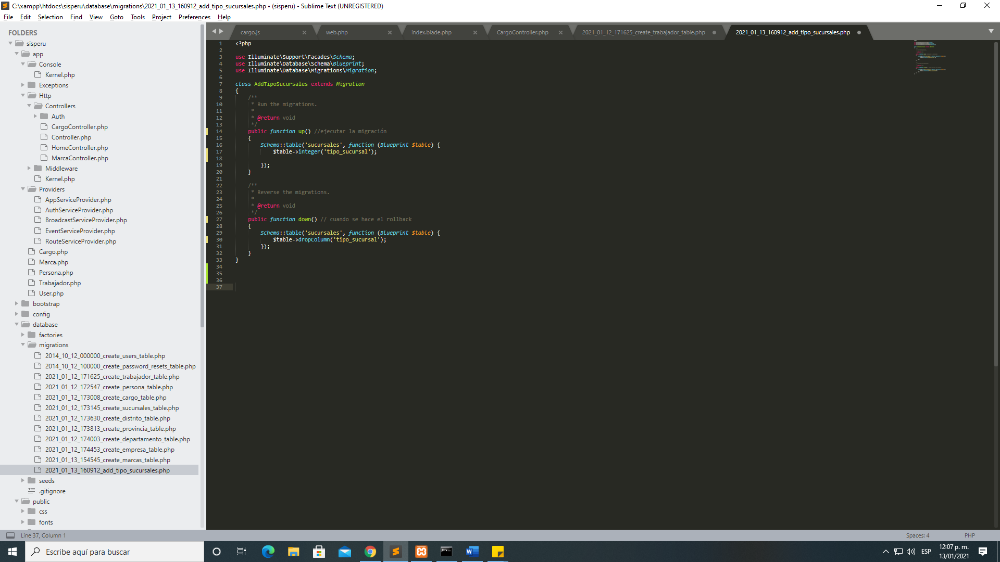 C:\xampp\htdocs\sisperu\database\migrations\2021_01_13_160912_add_tipo_sucursales.php • (sisperu) - Sublime Text (UNREGISTERED)
File Edit Selection Find View Goto Tools Project Preferences Help
FOLDERS
sisperu
app
Console
Kernel.php
Exceptions
Http
Controllers
Auth
CargoController.php
Controller.php
HomeController.php
MarcaController.php
Middleware
Kernel.php
Providers
AppServiceProvider.php
AuthServiceProvider.php
BroadcastServiceProvider.php
EventServiceProvider.php
RouteServiceProvider.php
Cargo.php
Marca.php
Persona.php
Trabajador.php
User.php
bootstrap
config
database
factories
migrations
2014_10_12_000000_create_users_table.php
2014_10_12_100000_create_password_resets_table.php
2021_01_12_171625_create_trabajador_table.php
2021_01_12_172547_create_persona_table.php
2021_01_12_173008_create_cargo_table.php
2021_01_12_173145_create_sucursales_table.php
2021_01_12_173630_create_distrito_table.php
2021_01_12_173813_create_provincia_table.php
2021_01_12_174003_create_departamento_table.php
2021_01_12_174453_create_empresa_table.php
2021_01_13_154545_create_marcas_table.php
2021_01_13_160912_add_tipo_sucursales.php
seeds
.gitignore
public
css
fonts
cargo.js web.php index.blade.php CargoController.php 2021_01_12_171625_create_trabajador_table.php 2021_01_13_160912_add_tipo_sucursales.php
1 <?php
2
3 use Illuminate\Support\Facades\Schema;
4 use Illuminate\Database\Schema\Blueprint;
5 use Illuminate\Database\Migrations\Migration;
6
7 class AddTipoSucursales extends Migration
8 {
9 /**
10 * Run the migrations.
11 *
12 * @return void
13 */
14 public function up() //ejecutar la migración
15 {
16 Schema::table('sucursales', function (Blueprint $table) {
17 $table->integer('tipo_sucursal');
18
19 });
20 }
21
22 /**
23 * Reverse the migrations.
24 *
25 * @return void
26 */
27 public function down() // cuando se hace el rollback
28 {
29 Schema::table('sucursales', function (Blueprint $table) {
30 $table->dropColumn('tipo_sucursal');
31 });
32 }
33 }
34
35
36
37
Line 37, Column 1 Spaces: 4 PHP
Escribe aquí para buscar
ESP
12:07 p. m.
13/01/2021